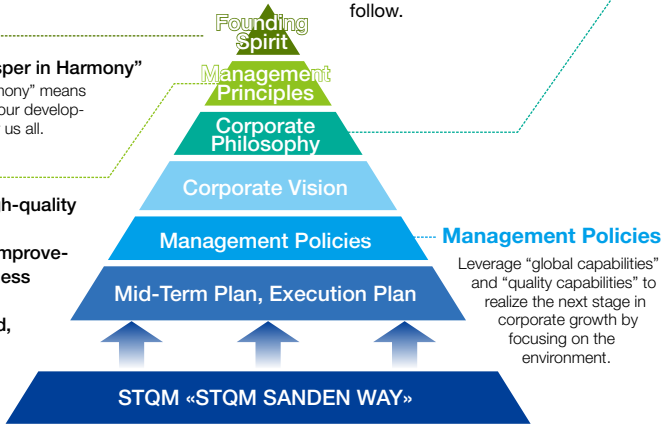 follow.
Founding
Spirit
sper in Harmony”
mony” means
our develop-
us all.
Management
Principles
Corporate
Philosophy
Corporate Vision
gh-quality
mprove-
ess
d,
Management Policies
Mid-Term Plan, Execution Plan
Management Policies
Leverage “global capabilities”
and “quality capabilities” to
realize the next stage in
corporate growth by
focusing on the
environment.
STQM «STQM SANDEN WAY»